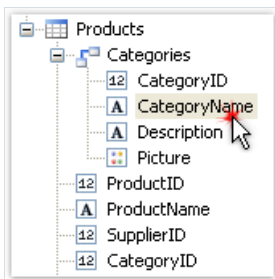 Products
Categories
12 CategoryID
A CategoryName
A Description
Picture
12 ProductID
A ProductName
12 SupplierID
12 CategoryID